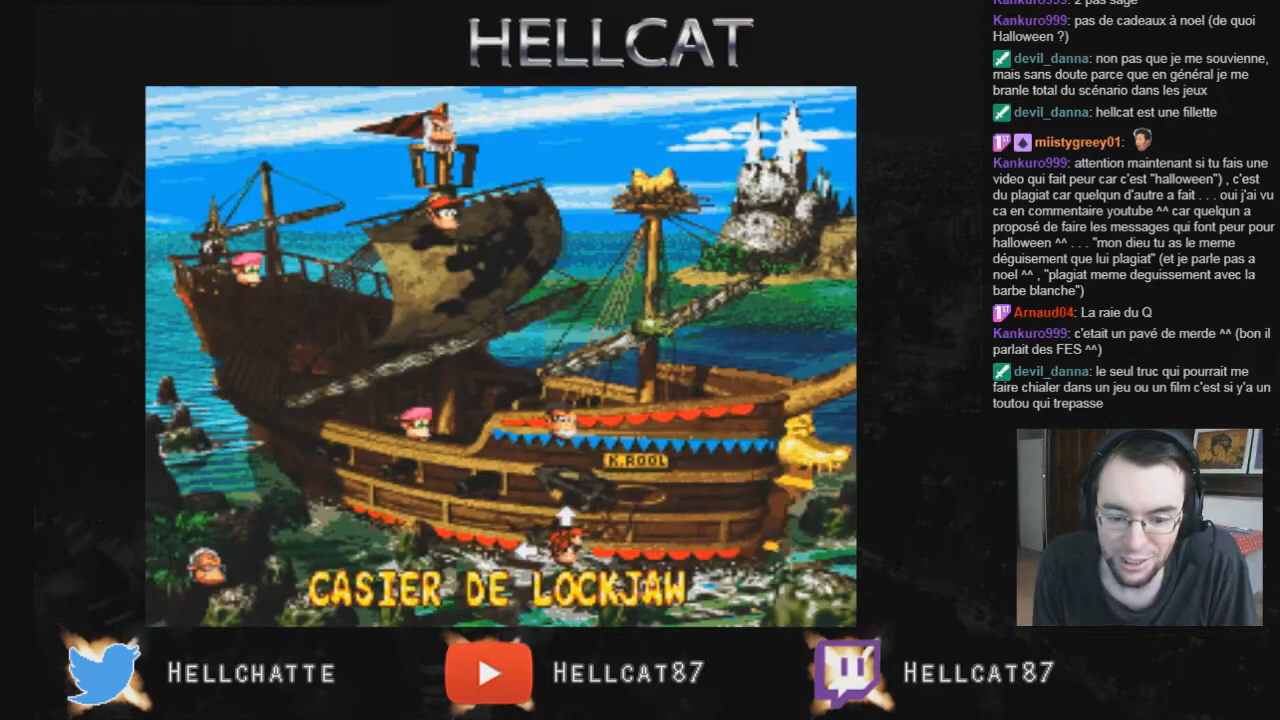 HELLCAT
K.ROOL
CASIER DE LOCKJAW
Kankuro999: 2 pas sage
Kankuro999: pas de cadeaux à noel (de quoi
Halloween ?)
devil_danna: non pas que je me souvienne,
mais sans doute parce que en général je me
branle total du scénario dans les jeux
devil_danna: hellcat est une fillette
1ST miistygreey01:
Kankuro999: attention maintenant si tu fais une
video qui fait peur car c'est "halloween") , c'est
du plagiat car quelqun d'autre a fait . . . oui j'ai vu
ca en commentaire youtube ^^ car quelqun a
proposé de faire les messages qui font peur pour
halloween ^^ . . . "mon dieu tu as le meme
déguisement que lui plagiat" (et je parle pas a
noel ^^ , "plagiat meme deguissement avec la
barbe blanche")
1ST Arnaud04: La raie du Q
Kankuro999: c'etait un pavé de merde ^^ (bon il
parlait des FES ^^)
devil_danna: le seul truc qui pourrait me
faire chialer dans un jeu ou un film c'est si y'a un
toutou qui trepasse
HELLCHATTE
HELLCAT87
HELLCAT87